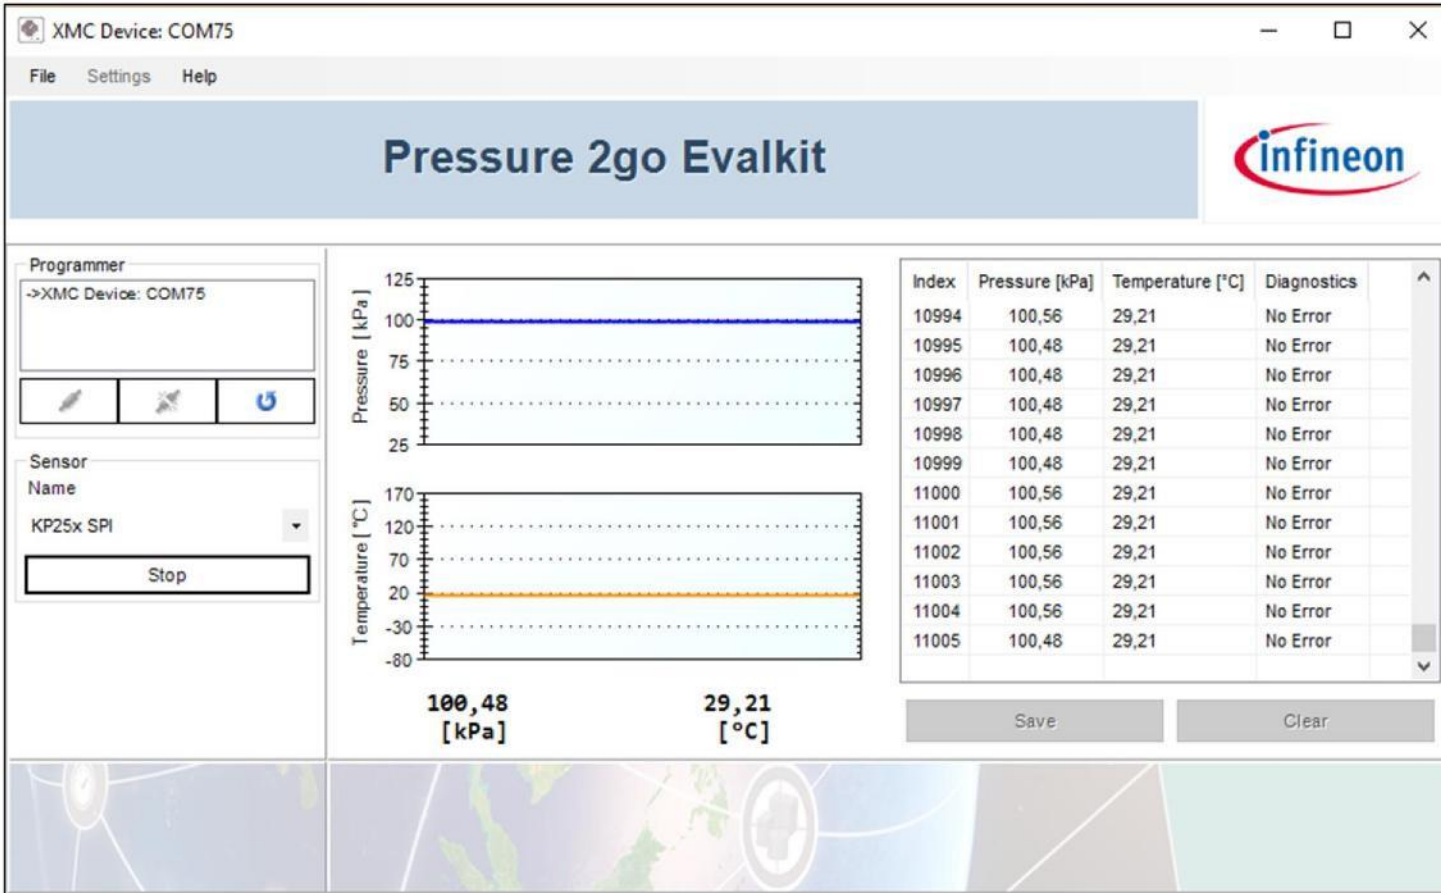 XMC Device: COM75
File Settings Help
Pressure 2go Evalkit
infineon
Programmer
->XMC Device: COM75
Sensor
Name
KP25x SPI
Stop
Pressure [ kPa ]
125
100
75
50
25
Temperature [ °C ]
170
120
70
20
-30
-80
100,48 29,21
[kPa] [°C]
Index Pressure [kPa] Temperature [°C] Diagnostics
10994 100,56 29,21 No Error
10995 100,48 29,21 No Error
10996 100,48 29,21 No Error
10997 100,48 29,21 No Error
10998 100,48 29,21 No Error
10999 100,48 29,21 No Error
11000 100,56 29,21 No Error
11001 100,56 29,21 No Error
11002 100,56 29,21 No Error
11003 100,56 29,21 No Error
11004 100,56 29,21 No Error
11005 100,48 29,21 No Error
Save Clear